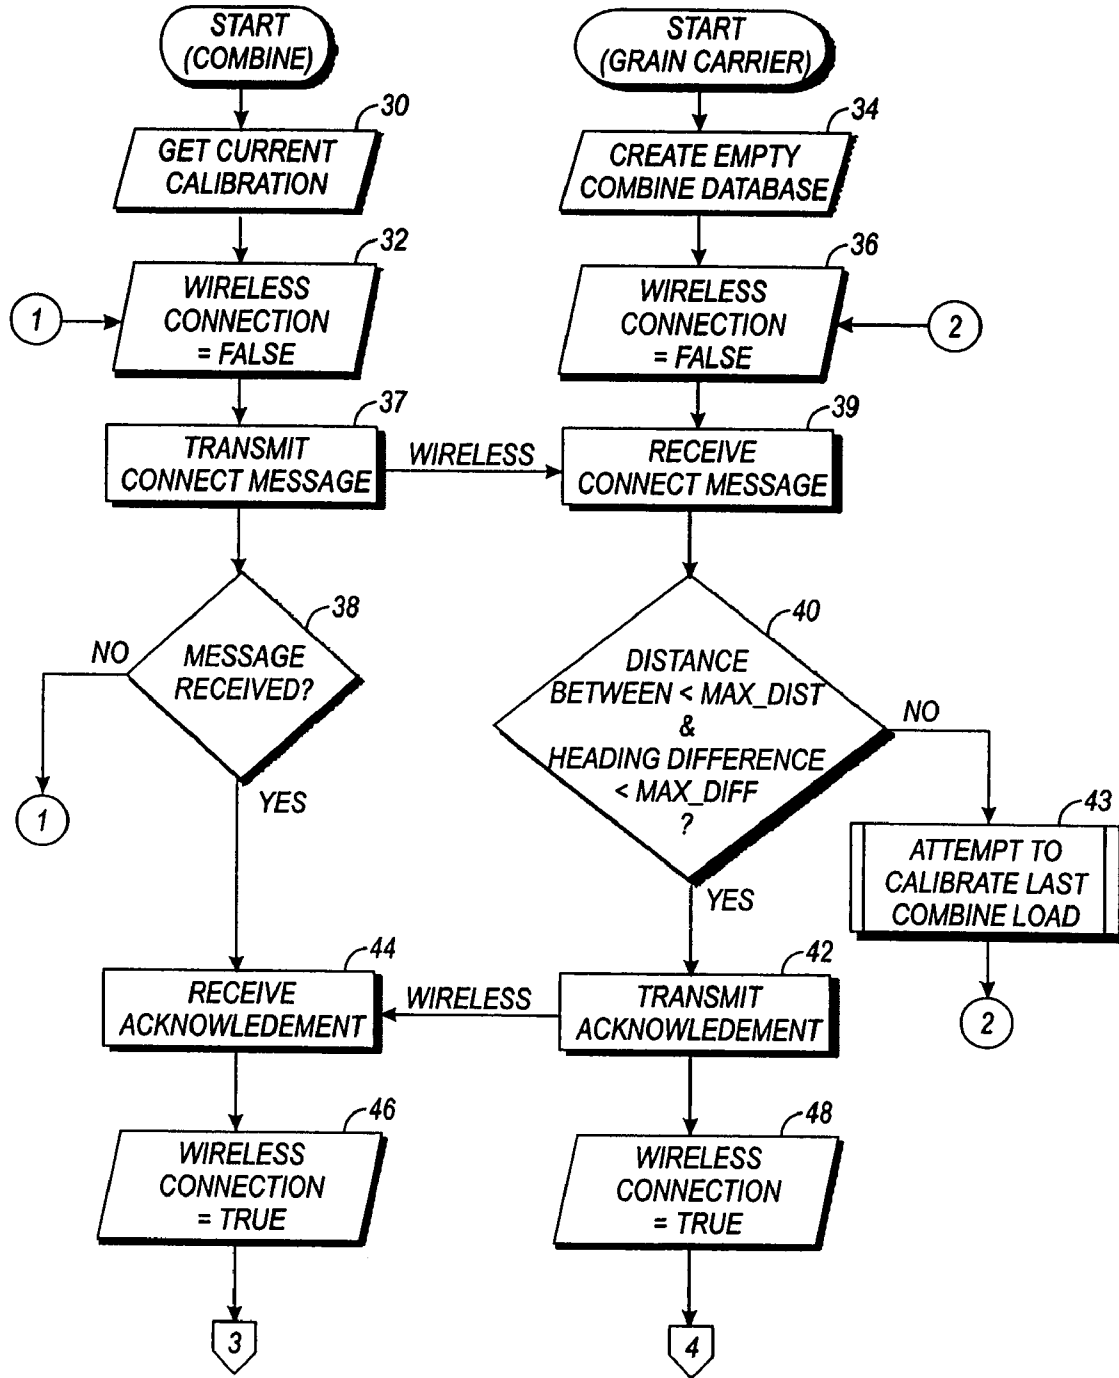 START
(COMBINE)
30
GET CURRENT
CALIBRATION
32
WIRELESS
CONNECTION
= FALSE
1
37
TRANSMIT
CONNECT MESSAGE
WIRELESS
38
MESSAGE
RECEIVED?
NO
1
YES
44
RECEIVE
ACKNOWLEDEMENT
WIRELESS
46
WIRELESS
CONNECTION
= TRUE
3
START
(GRAIN CARRIER)
34
CREATE EMPTY
COMBINE DATABASE
36
WIRELESS
CONNECTION
= FALSE
2
39
RECEIVE
CONNECT MESSAGE
40
DISTANCE
BETWEEN < MAX_DIST
&
HEADING DIFFERENCE
< MAX_DIFF
?
NO
43
ATTEMPT TO
CALIBRATE LAST
COMBINE LOAD
2
YES
42
TRANSMIT
ACKNOWLEDEMENT
48
WIRELESS
CONNECTION
= TRUE
4